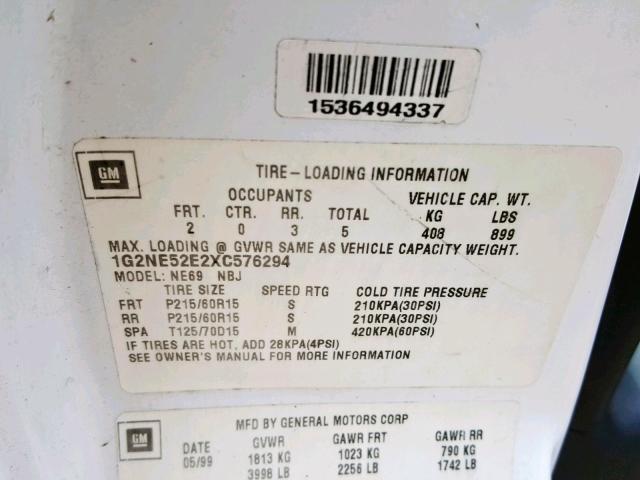 1536494337
GM
TIRE-LOADING INFORMATION
OCCUPANTS VEHICLE CAP. WT.
FRT. CTR. RR. TOTAL KG LBS
2 0 3 5 408 899
MAX. LOADING @ GVWR SAME AS VEHICLE CAPACITY WEIGHT.
1G2NE52E2XC576294
MODEL: NE69 NBJ
TIRE SIZE SPEED RTG COLD TIRE PRESSURE
FRT P215/60R15 S 210KPA(30PSI)
RR P215/60R15 S 210KPA(30PSI)
SPA T125/70D15 M 420KPA(60PSI)
IF TIRES ARE HOT, ADD 28KPA(4PSI)
SEE OWNER'S MANUAL FOR MORE INFORMATION
GM
MFD BY GENERAL MOTORS CORP
DATE GVWR GAWR FRT GAWR RR
05/99 1813 KG 1023 KG 790 KG
3998 LB 2256 LB 1742 LB